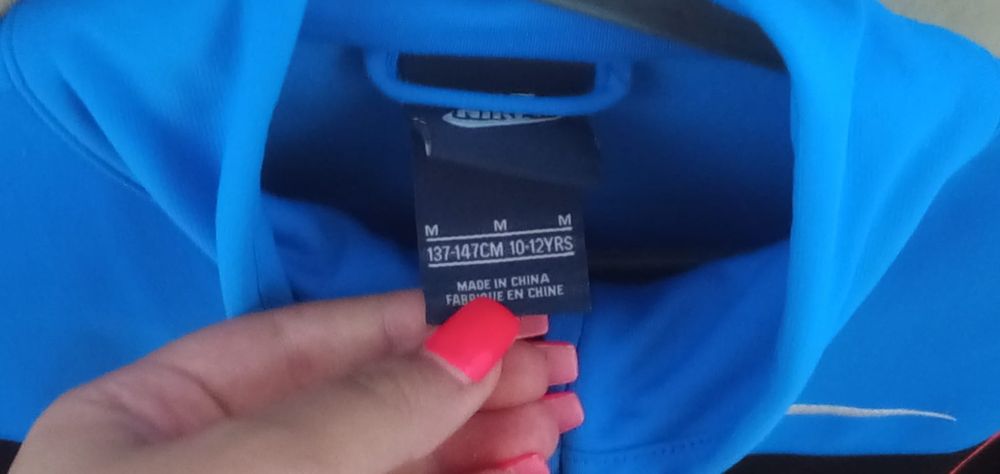 M M M
137-147CM 10-12YRS
MADE IN CHINA
FABRIQUE EN CHINE